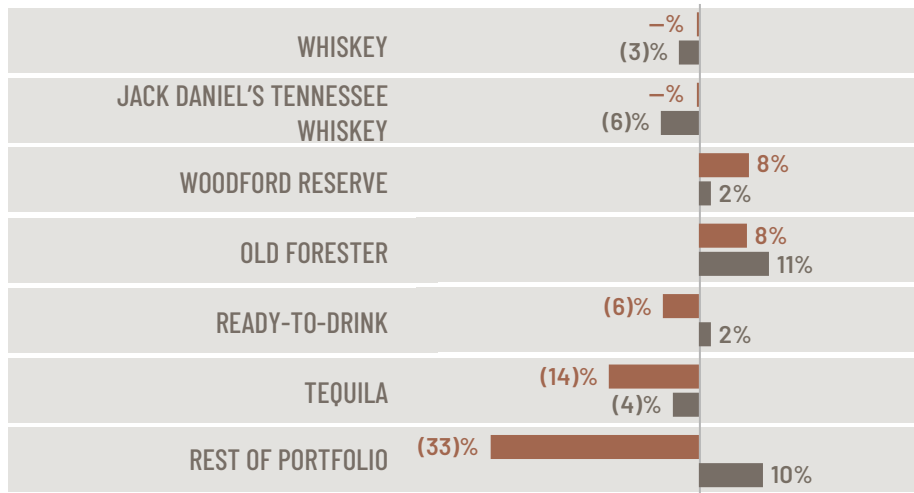 WHISKEY
–%
(3)%
JACK DANIEL’S TENNESSEE
WHISKEY
–%
(6)%
WOODFORD RESERVE
8%
2%
OLD FORESTER
8%
11%
READY-TO-DRINK
(6)%
2%
TEQUILA
(14)%
(4)%
REST OF PORTFOLIO
(33)%
10%